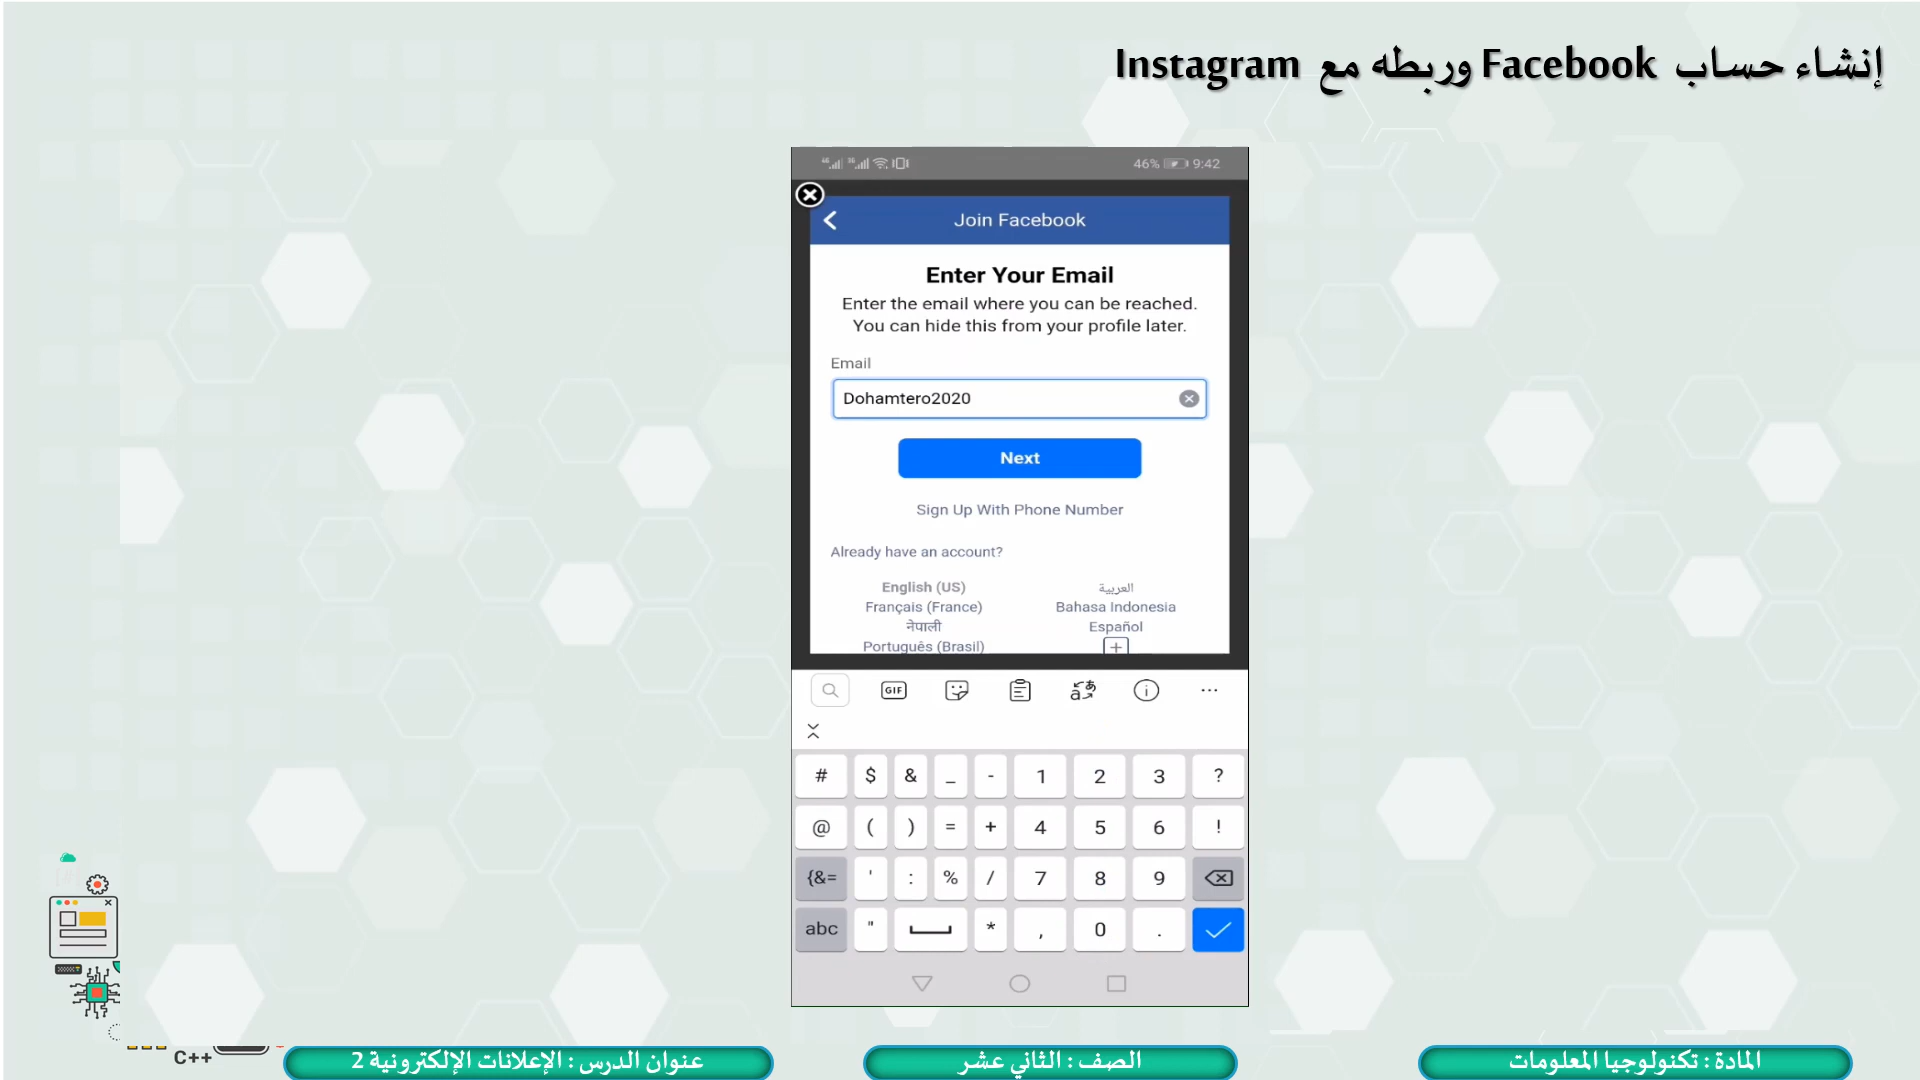 إنشاء حساب Facebook وربطه مع Instagram
46% 9:42
Join Facebook
Enter Your Email
Enter the email where you can be reached.
You can hide this from your profile later.
Email
Dohamtero2020
Next
Sign Up With Phone Number
Already have an account?
English (US) العربية
Français (France) Bahasa Indonesia
नेपाली Español
Português (Brasil) +
GIF
# $ & _ - 1 2 3 ?
@ ( ) = + 4 5 6 !
{&= ' : % / 7 8 9
abc " * , 0 .
C++
المادة : تكنولوجيا المعلومات
الصف : الثاني عشر
عنوان الدرس : الإعلانات الإلكترونية 2